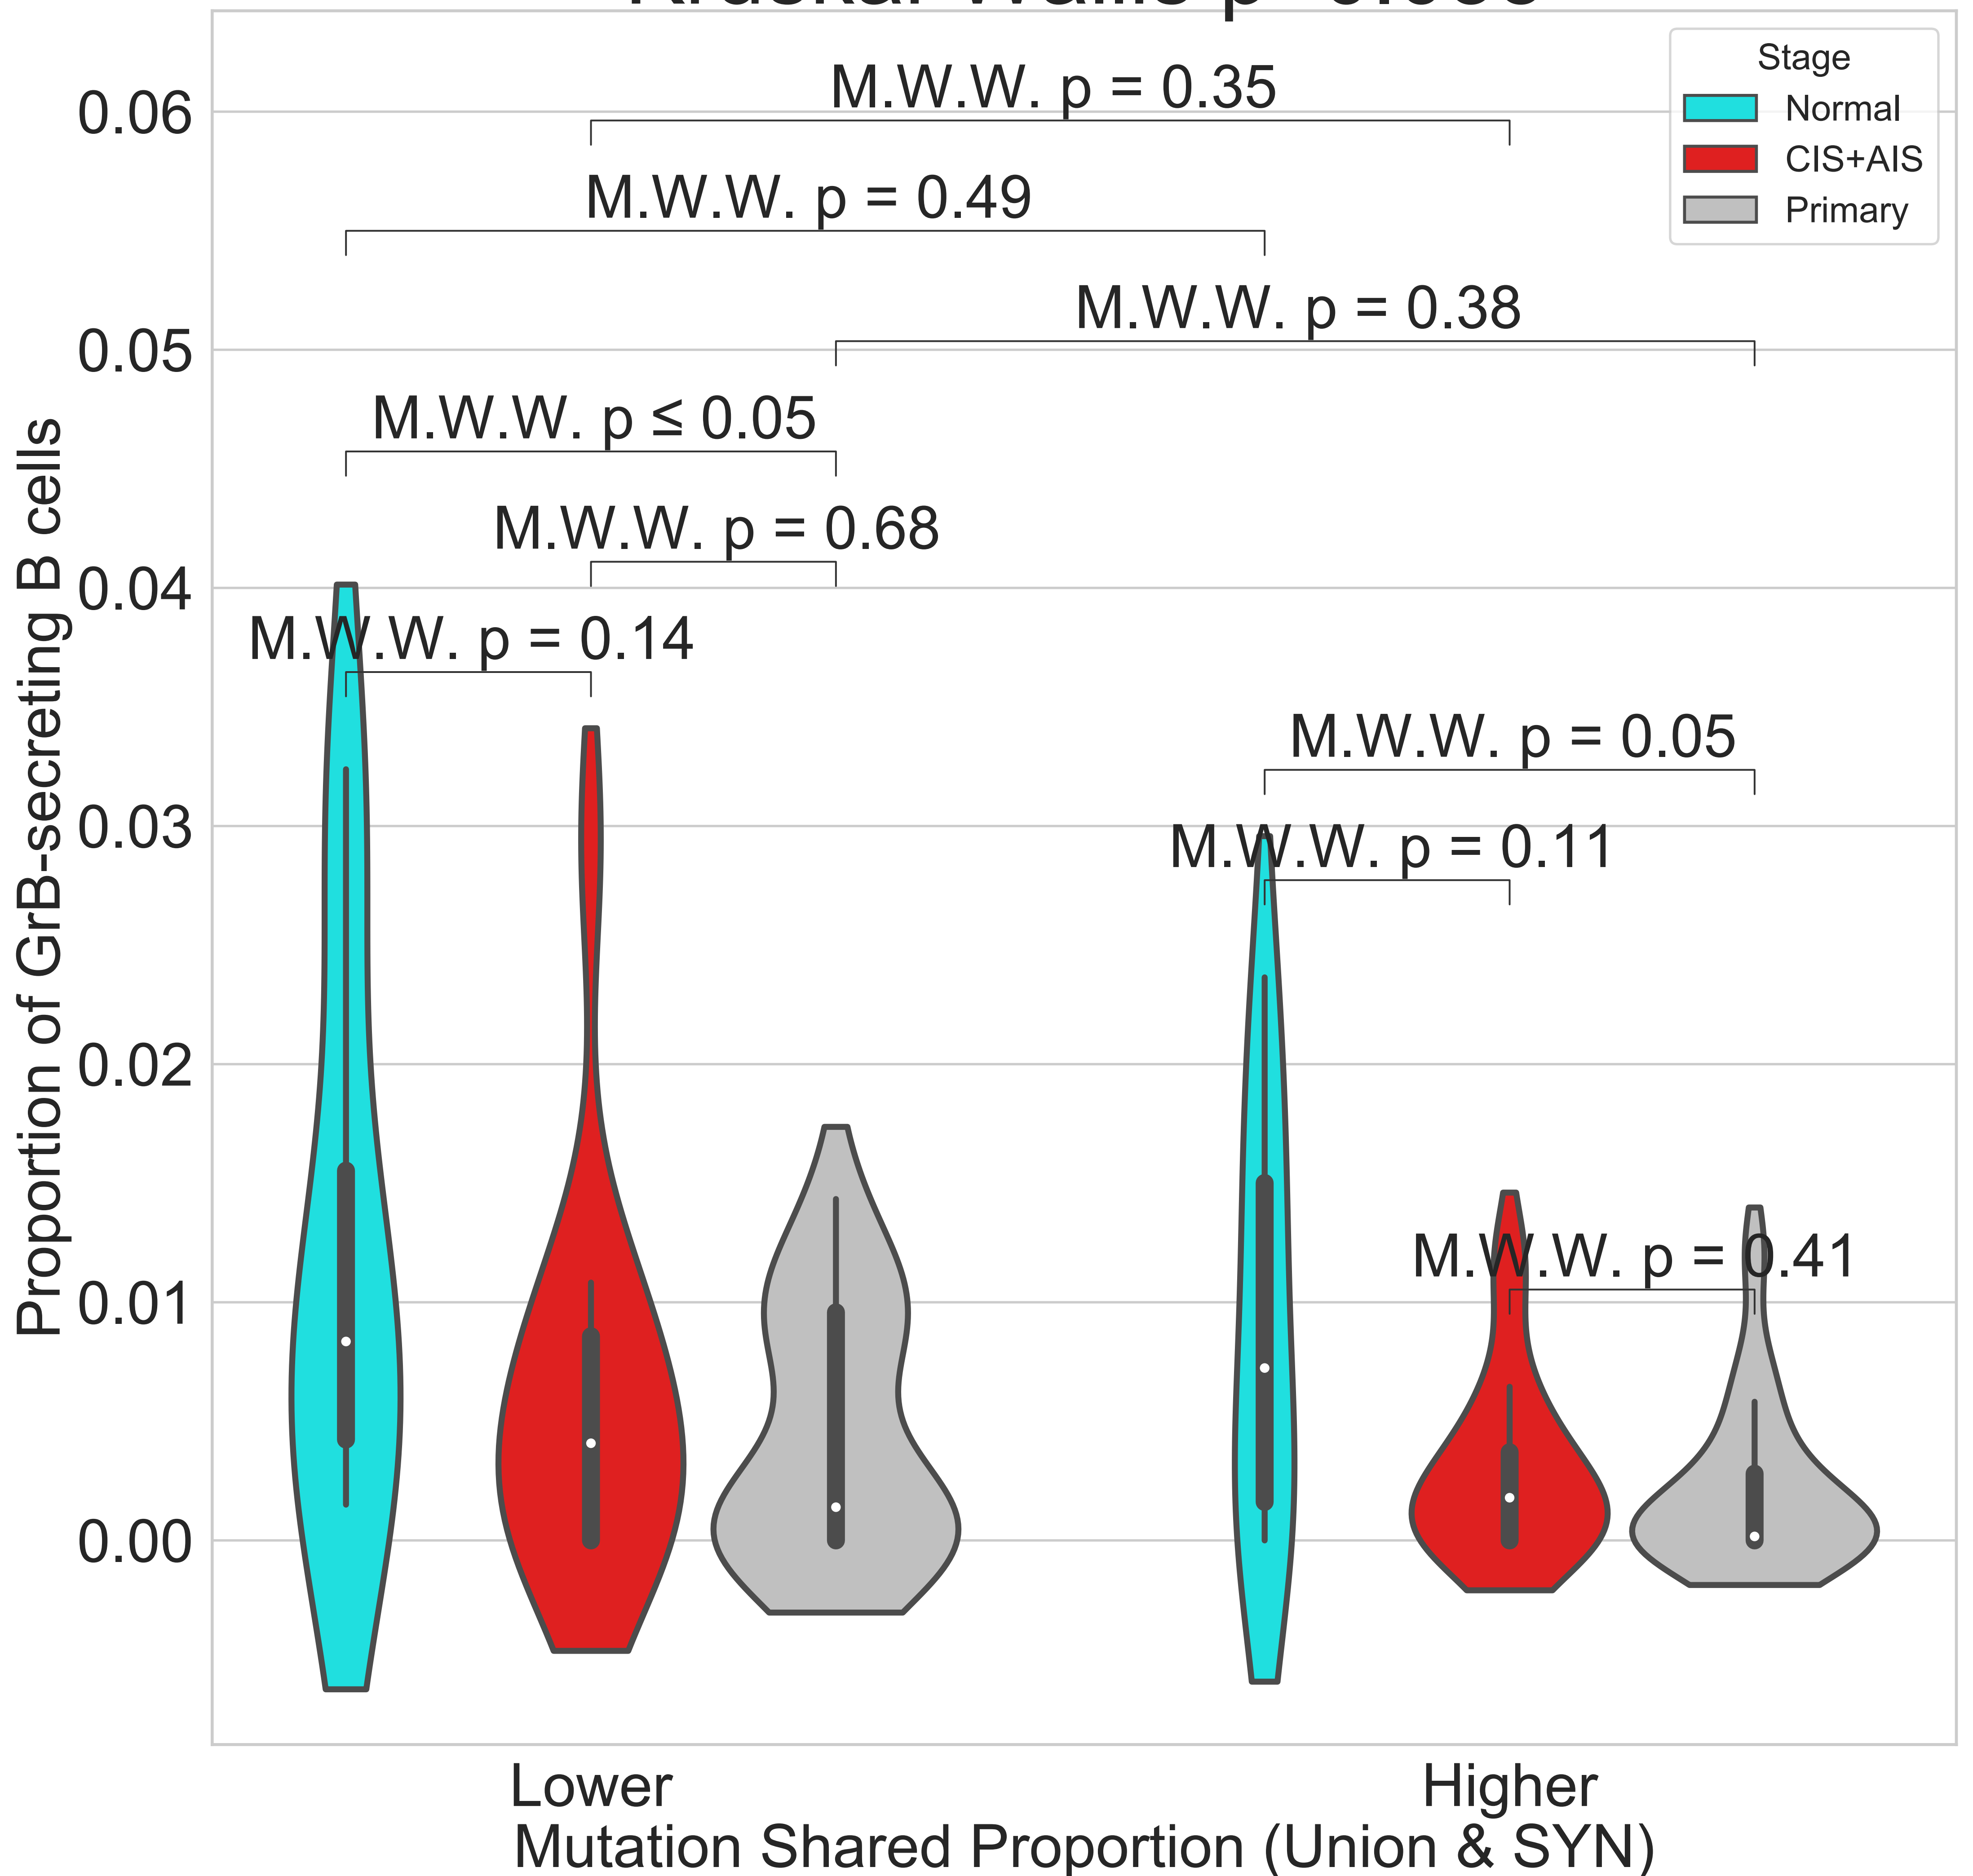 Stage
Normal
CIS+AIS
Primary
M.W.W. p = 0.35
M.W.W. p = 0.49
M.W.W. p = 0.38
M.W.W. p ≤ 0.05
M.W.W. p = 0.68
M.W.W. p = 0.14
M.W.W. p = 0.05
M.W.W. p = 0.11
M.W.W. p = 0.41
0.06
0.05
0.04
0.03
0.02
0.01
0.00
Proportion of GrB-secreting B cells
Lower
Higher
Mutation Shared Proportion (Union & SYN)